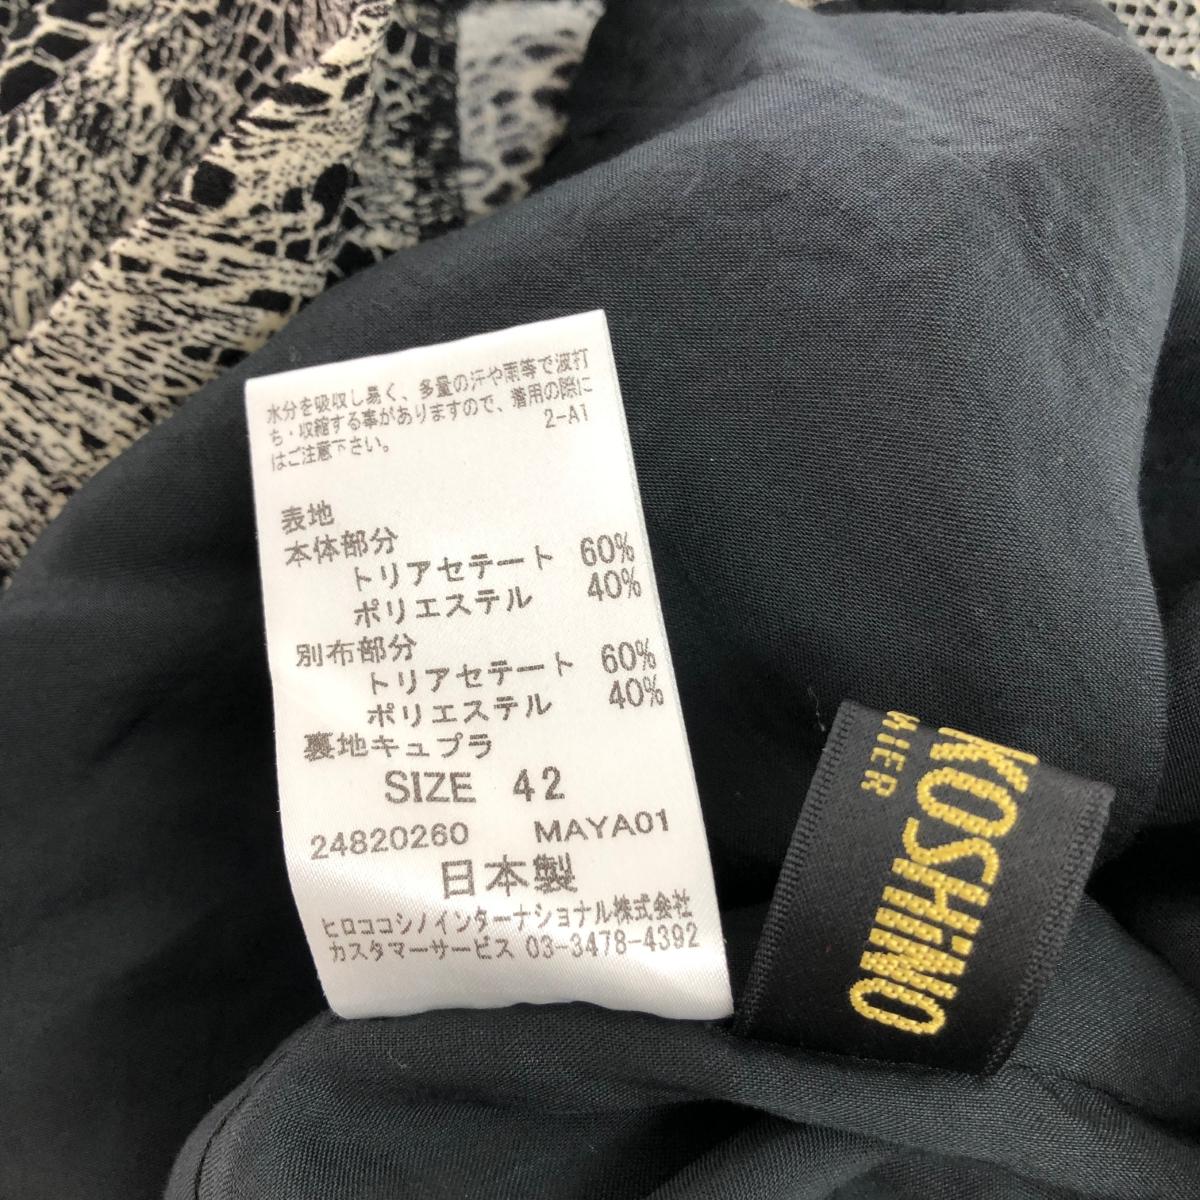 水分を吸収し易く、多量の汗や雨等で波打
ち・収縮する事がありますので、着用の際に
はご注意下さい。
2-A1
表地
本体部分
トリアセテート 60%
ポリエステル 40%
別布部分
トリアセテート 60%
ポリエステル 40%
裏地キュプラ
SIZE 42
24820260 MAYA01
日本製
ヒロココシノインターナショナル株式会社
カスタマーサービス 03-3478-4392
KOSHiNO